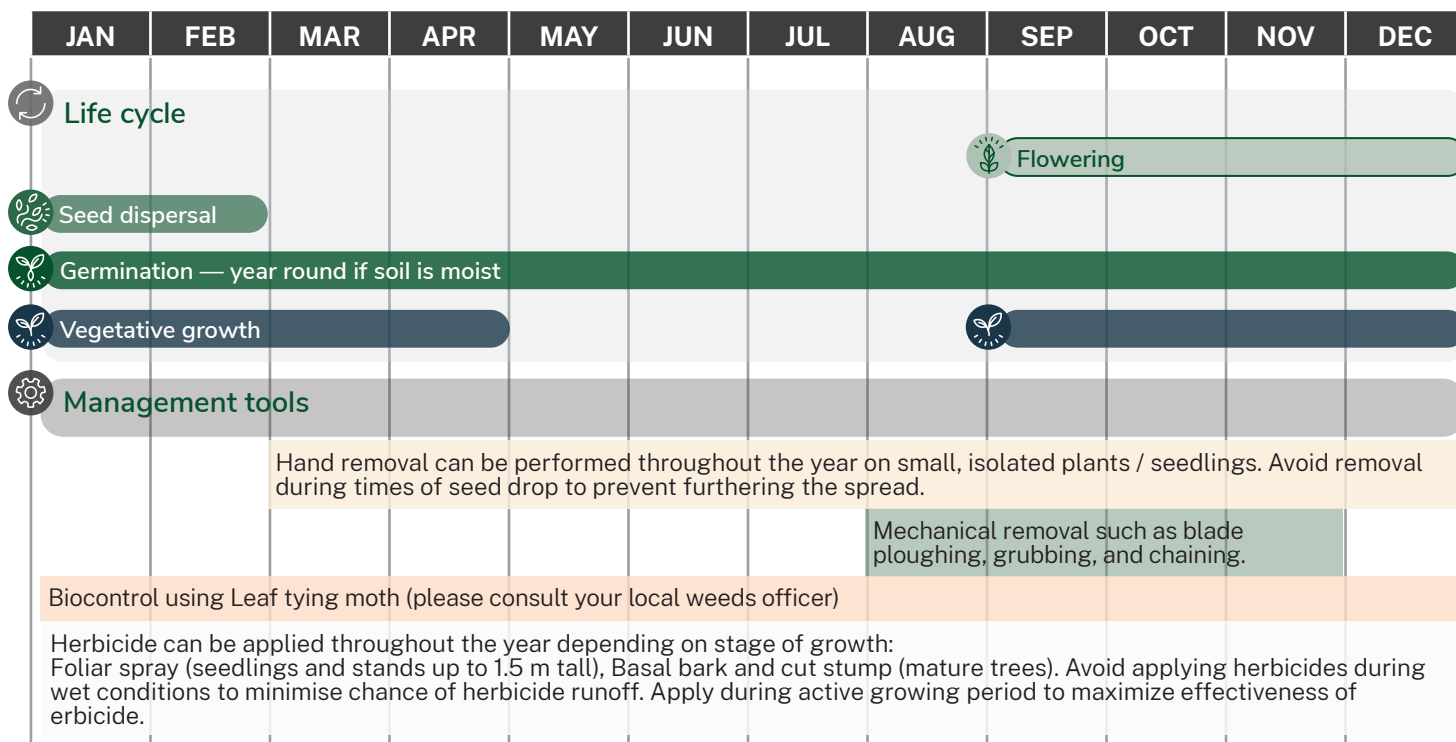 JAN FEB MAR APR MAY JUN JUL AUG SEP OCT NOV DEC
Life cycle
Flowering
Seed dispersal
Germination — year round if soil is moist
Vegetative growth
Management tools
Hand removal can be performed throughout the year on small, isolated plants / seedlings. Avoid removal
during times of seed drop to prevent furthering the spread.
Mechanical removal such as blade
ploughing, grubbing, and chaining.
Biocontrol using Leaf tying moth (please consult your local weeds officer)
Herbicide can be applied throughout the year depending on stage of growth:
Foliar spray (seedlings and stands up to 1.5 m tall), Basal bark and cut stump (mature trees). Avoid applying herbicides during
wet conditions to minimise chance of herbicide runoff. Apply during active growing period to maximize effectiveness of
erbicide.